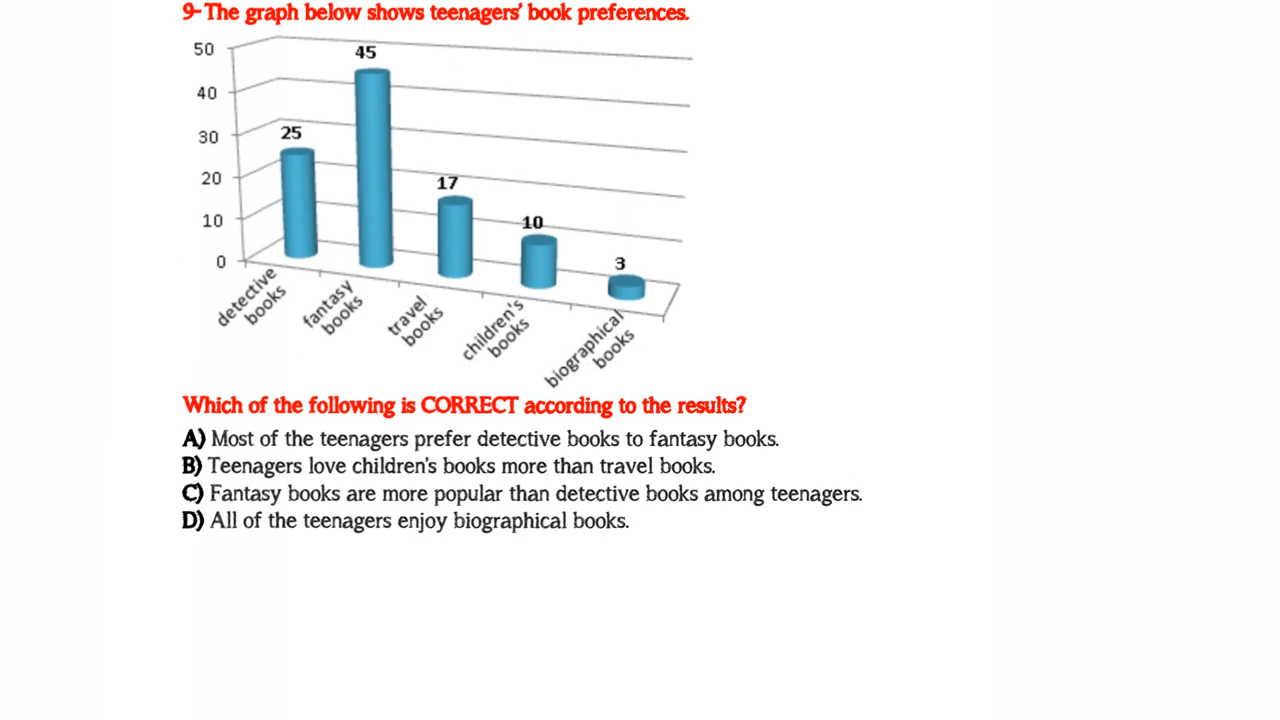 9- The graph below shows teenagers' book preferences.
50
40
30
20
10
0
25
45
17
10
3
detective
books
fantasy
books
travel
books
children's
books
biographical
books
Which of the following is CORRECT according to the results?
A) Most of the teenagers prefer detective books to fantasy books.
B) Teenagers love children's books more than travel books.
C) Fantasy books are more popular than detective books among teenagers.
D) All of the teenagers enjoy biographical books.